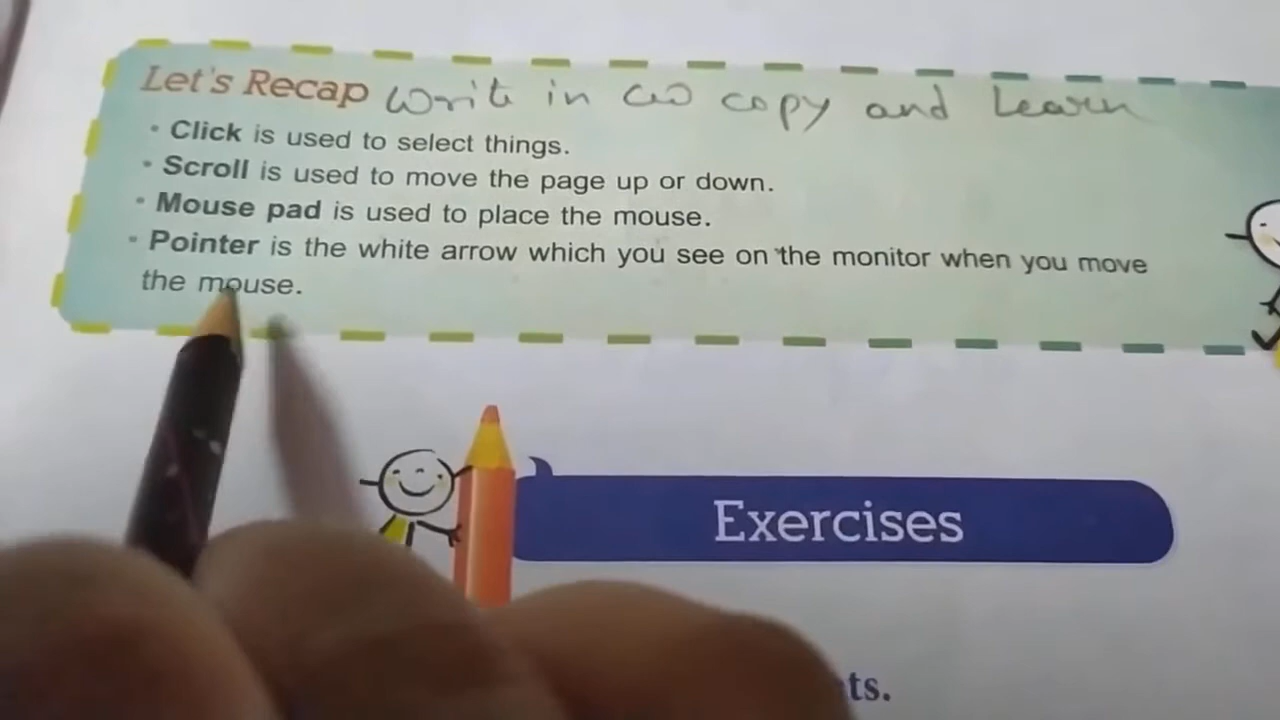 Let's Recap Write in CW copy and Learn
• Click is used to select things.
• Scroll is used to move the page up or down.
• Mouse pad is used to place the mouse.
• Pointer is the white arrow which you see on the monitor when you move
the mouse.
Exercises
ts.